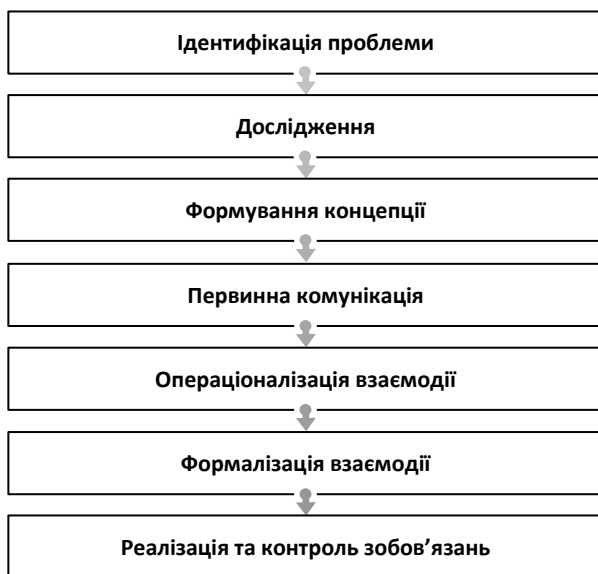 Ідентифікація проблеми
Дослідження
Формування концепції
Первинна комунікація
Операціоналізація взаємодії
Формалізація взаємодії
Реалізація та контроль зобов’язань